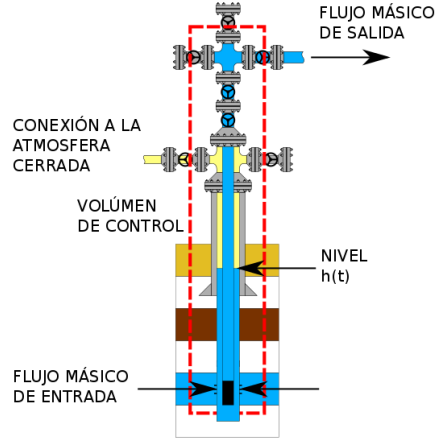 FLUJO MÁSICO
DE SALIDA
CONEXIÓN A LA
ATMOSFERA
CERRADA
VOLÚMEN
DE CONTROL
NIVEL
h(t)
FLUJO MÁSICO
DE ENTRADA